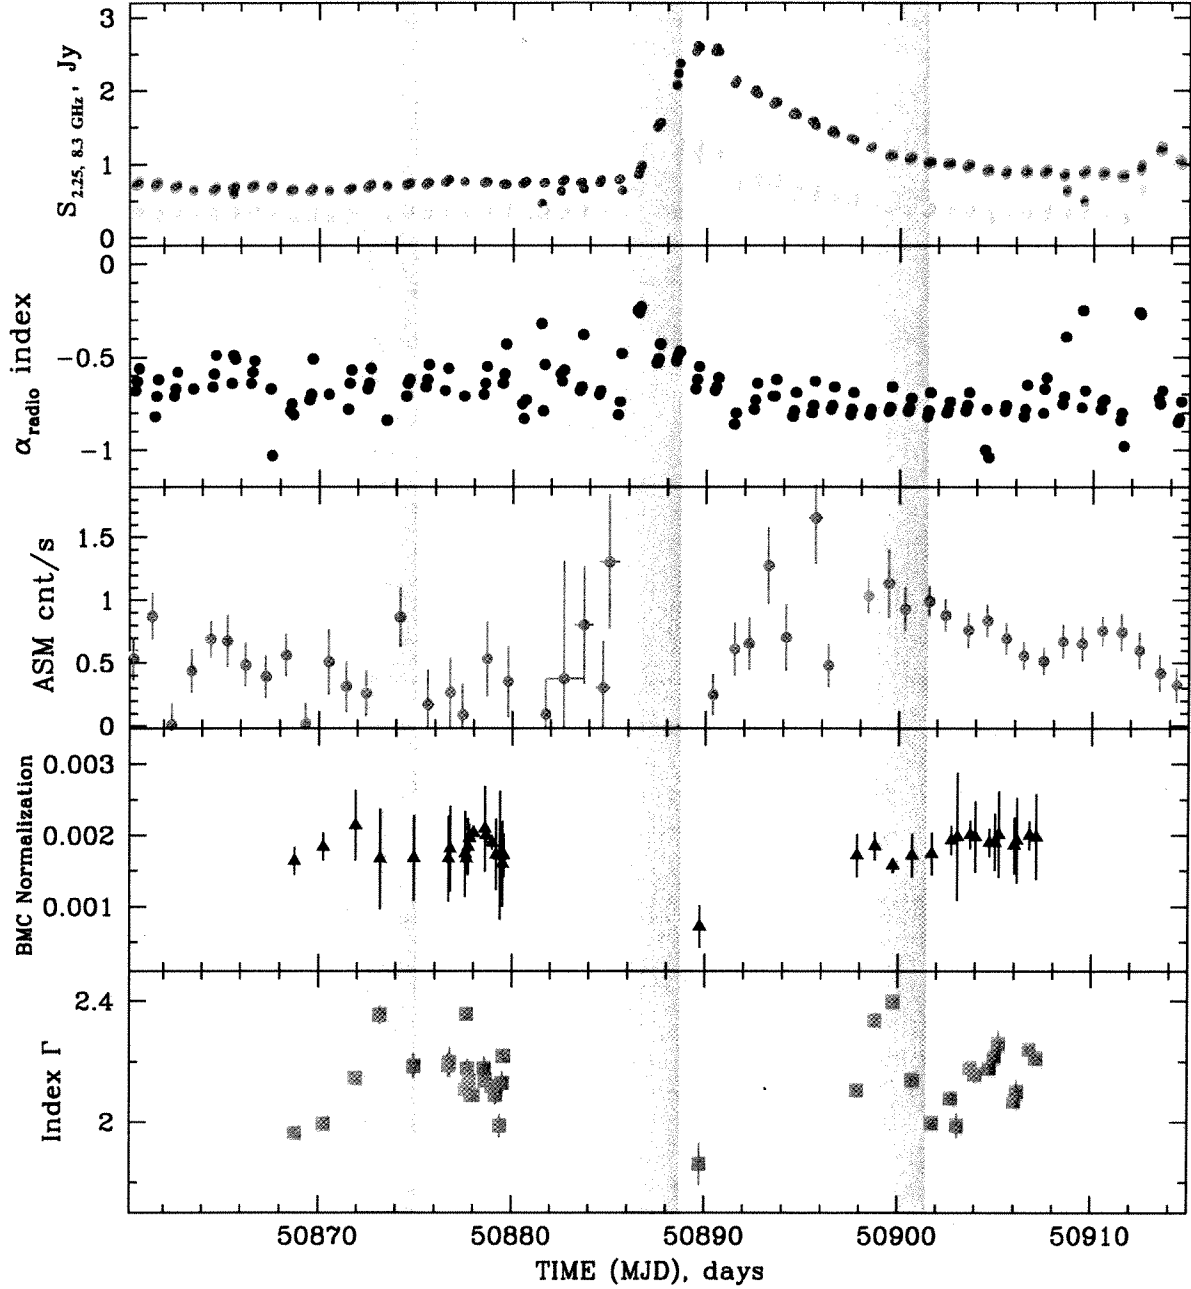 S2.25, 8.3 GHz, Jy
3
2
1
0
αradio index
0
−0.5
−1
ASM cnt/s
1.5
1
0.5
0
BMC Normalization
0.003
0.002
0.001
Index Γ
2.4
2
50870 50880 50890 50900 50910
TIME (MJD), days